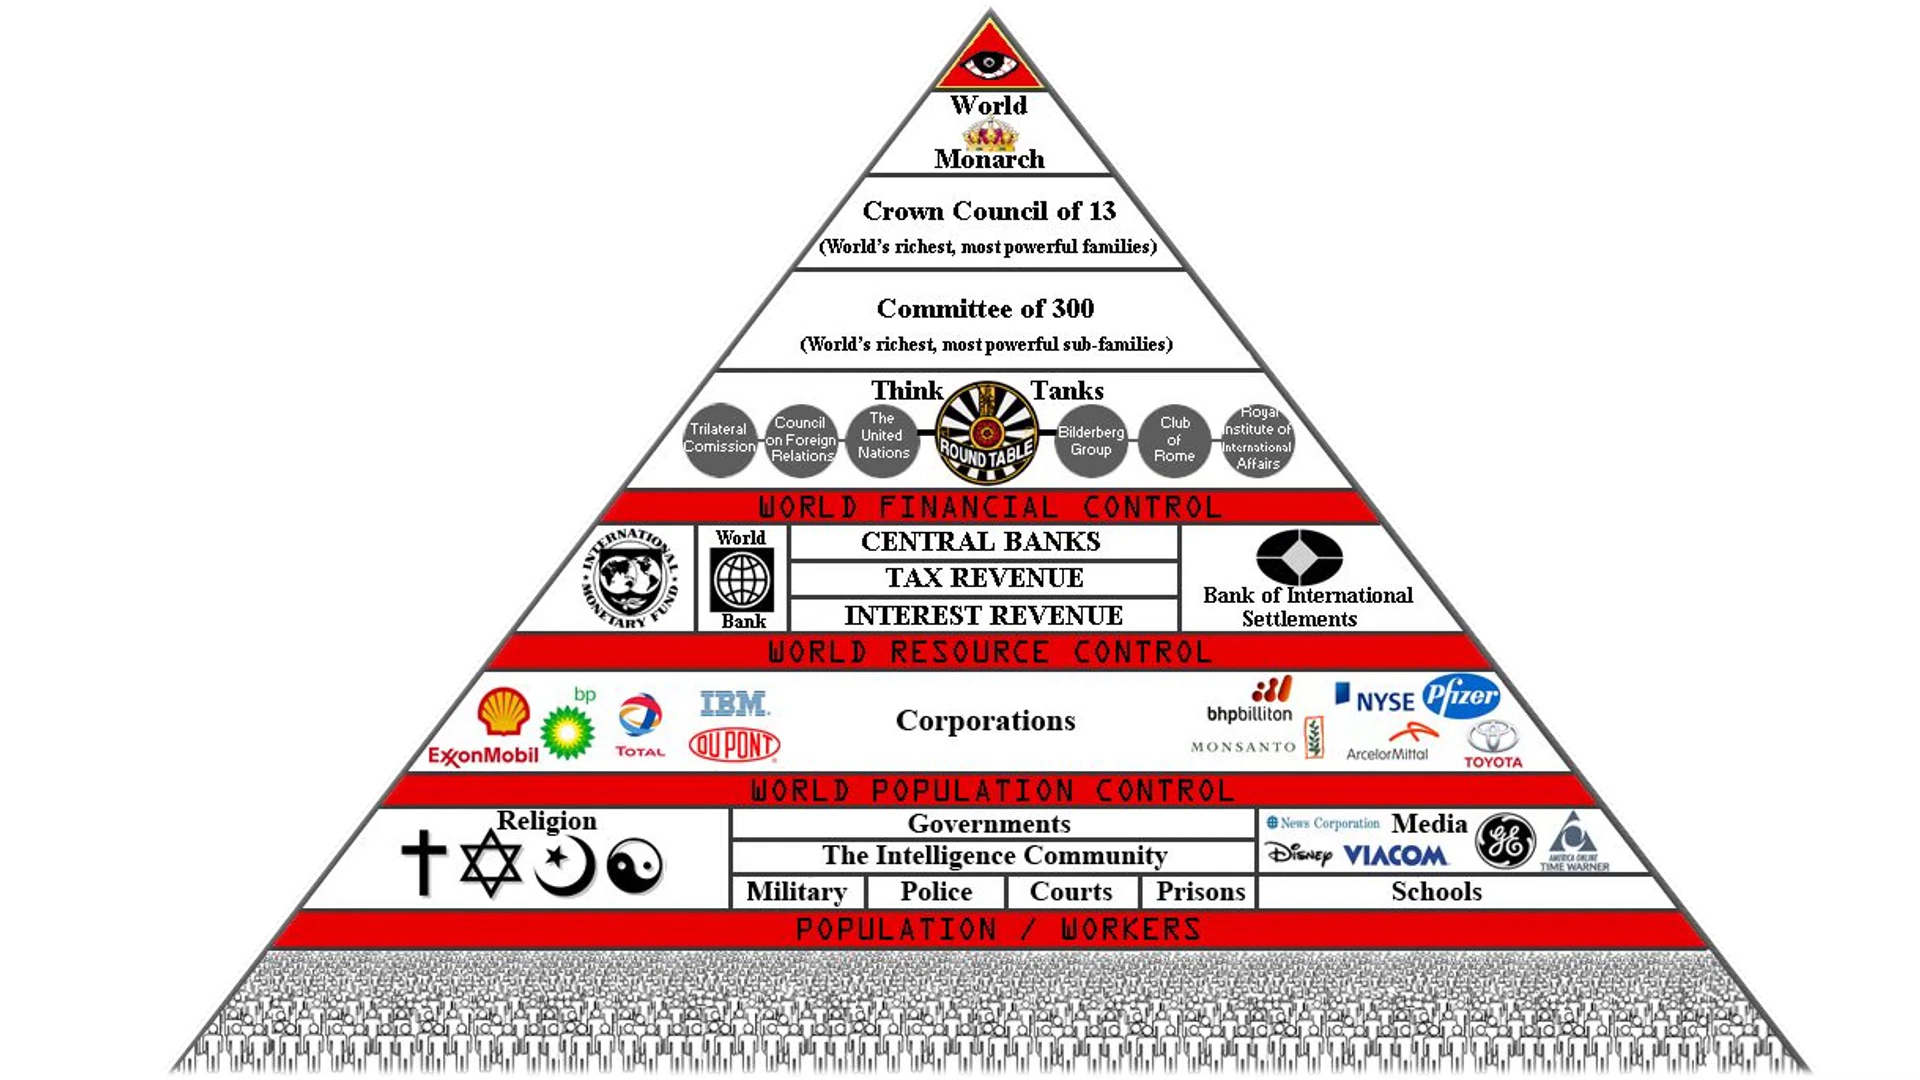 World
Monarch
Crown Council of 13
(World's richest, most powerful families)
Committee of 300
(World's richest, most powerful sub-families)
Think Tanks
Trilateral
Comission
Council
on Foreign
Relations
The
United
Nations
ROUND TABLE
Bilderberg
Group
Club
of
Rome
Royal
Institute of
International
Affairs
WORLD FINANCIAL CONTROL
INTERNATIONAL
MONETARY FUND
World
Bank
CENTRAL BANKS
TAX REVENUE
INTEREST REVENUE
Bank of International
Settlements
WORLD RESOURCE CONTROL
ExxonMobil
bp
TOTAL
IBM.
DU PONT
Corporations
bhpbilliton
MONSANTO
NYSE
Pfizer
ArcelorMittal
TOYOTA
WORLD POPULATION CONTROL
Religion
Governments
The Intelligence Community
Military
Police
Courts
Prisons
News Corporation
Media
Disney
VIACOM
GE
AMERICA ONLINE
TIME WARNER
Schools
POPULATION / WORKERS